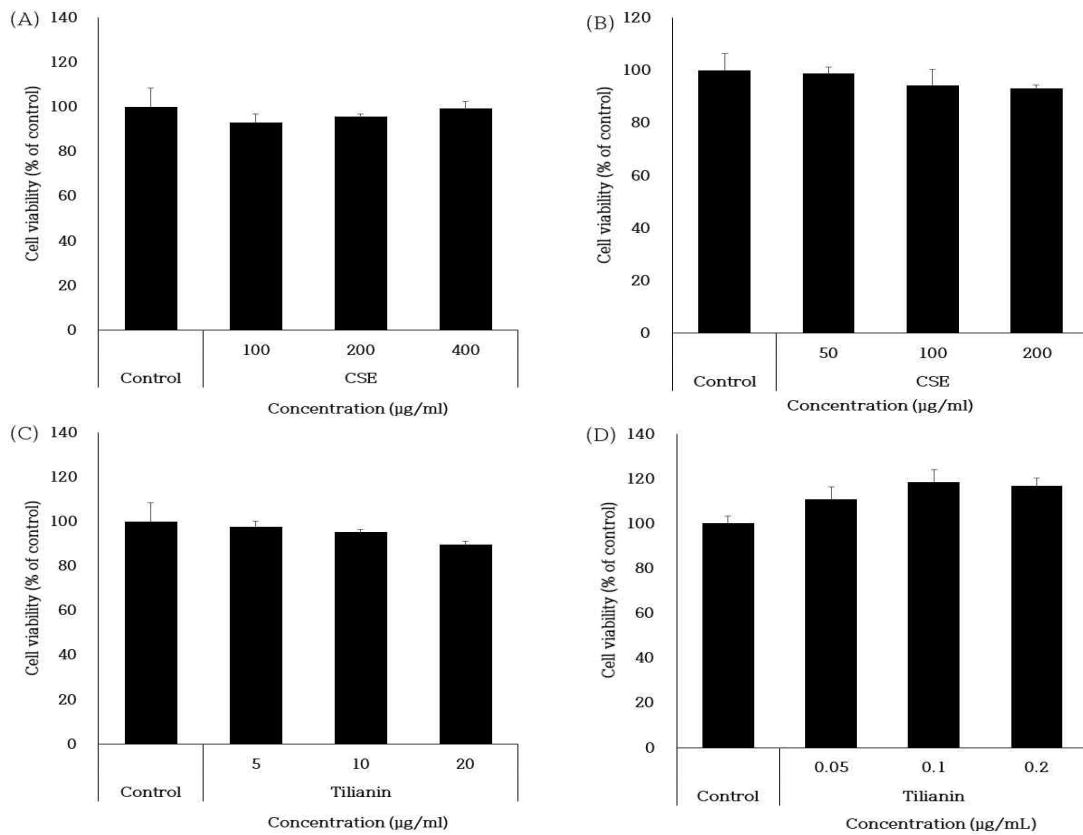 (A)
140
120
100
80
60
40
20
0
Cell viability (% of control)
100 200 400
Control CSE
Concentration (µg/ml)
(B)
120
100
80
60
40
20
0
Cell viability (% of control)
50 100 200
Control CSE
Concentration (µg/ml)
(C)
140
120
100
80
60
40
20
0
Cell viability (% of control)
5 10 20
Control Tilianin
Concentration (µg/ml)
(D)
140
120
100
80
60
40
20
0
Cell viability (% of control)
0.05 0.1 0.2
Control Tilianin
Concentration (µg/mL)